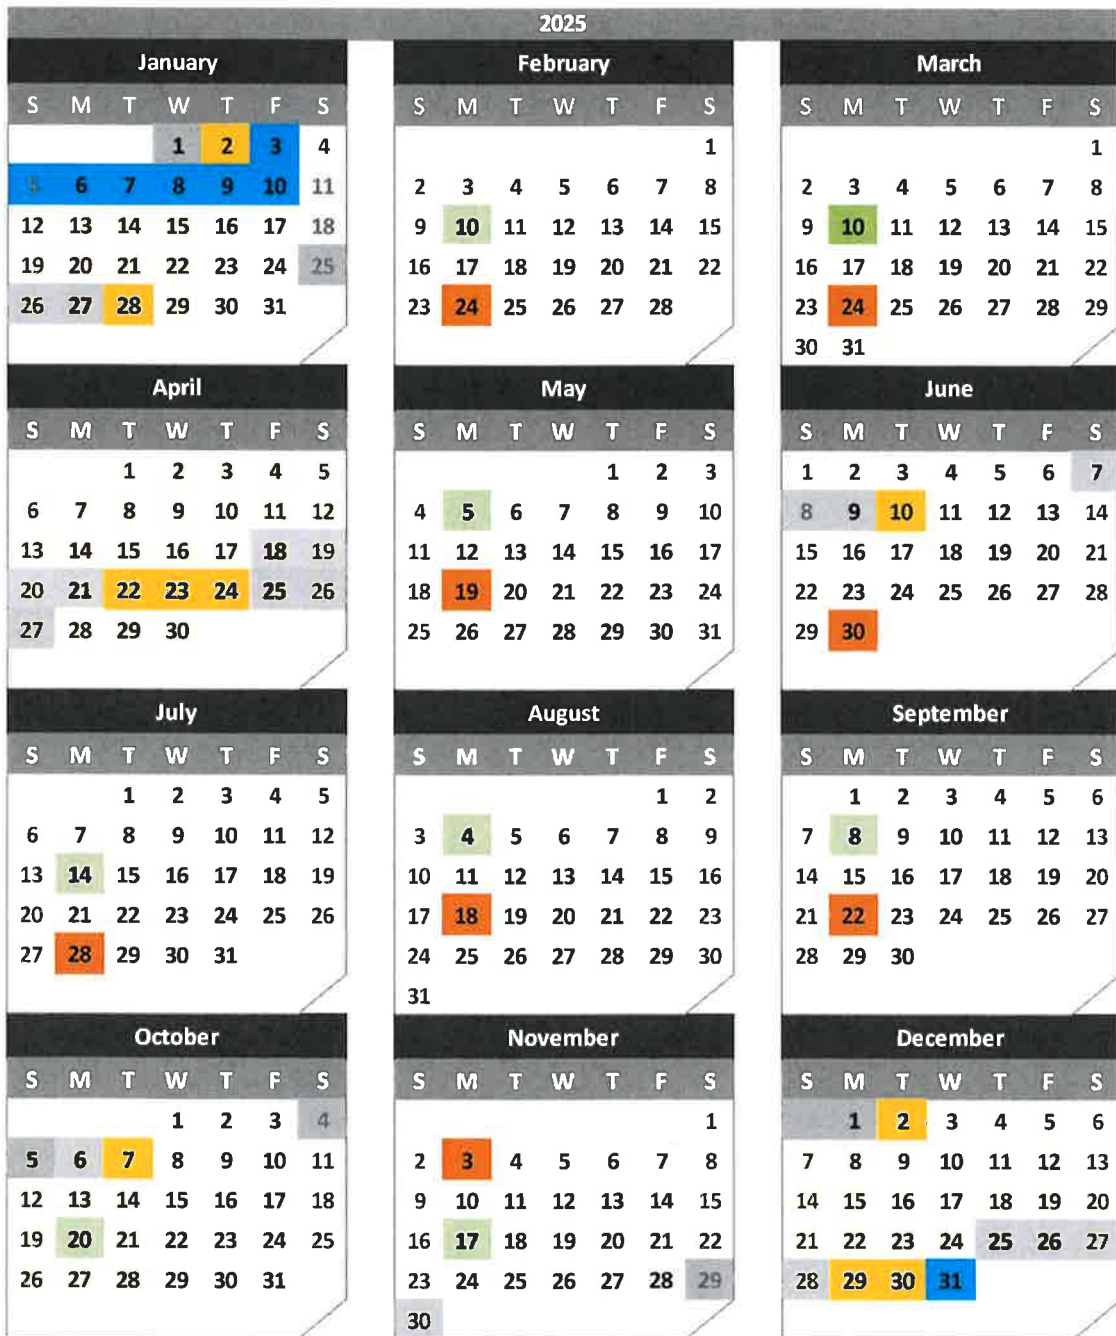 2025
January February March
S M T W T F S S M T W T F S S M T W T F S
1 2 3 4 1 1
5 6 7 8 9 10 11 2 3 4 5 6 7 8 2 3 4 5 6 7 8
12 13 14 15 16 17 18 9 10 11 12 13 14 15 9 10 11 12 13 14 15
19 20 21 22 23 24 25 16 17 18 19 20 21 22 16 17 18 19 20 21 22
26 27 28 29 30 31 23 24 25 26 27 28 23 24 25 26 27 28 29
30 31
April May June
S M T W T F S S M T W T F S S M T W T F S
1 2 3 4 5 1 2 3 1 2 3 4 5 6 7
6 7 8 9 10 11 12 4 5 6 7 8 9 10 8 9 10 11 12 13 14
13 14 15 16 17 18 19 11 12 13 14 15 16 17 15 16 17 18 19 20 21
20 21 22 23 24 25 26 18 19 20 21 22 23 24 22 23 24 25 26 27 28
27 28 29 30 25 26 27 28 29 30 31 29 30
July August September
S M T W T F S S M T W T F S S M T W T F S
1 2 3 4 5 1 2 1 2 3 4 5 6
6 7 8 9 10 11 12 3 4 5 6 7 8 9 7 8 9 10 11 12 13
13 14 15 16 17 18 19 10 11 12 13 14 15 16 14 15 16 17 18 19 20
20 21 22 23 24 25 26 17 18 19 20 21 22 23 21 22 23 24 25 26 27
27 28 29 30 31 24 25 26 27 28 29 30 28 29 30
31
October November December
S M T W T F S S M T W T F S S M T W T F S
1 2 3 4 1 1 2 3 4 5 6
5 6 7 8 9 10 11 2 3 4 5 6 7 8 7 8 9 10 11 12 13
12 13 14 15 16 17 18 9 10 11 12 13 14 15 14 15 16 17 18 19 20
19 20 21 22 23 24 25 16 17 18 19 20 21 22 21 22 23 24 25 26 27
26 27 28 29 30 31 23 24 25 26 27 28 29 28 29 30 31
30